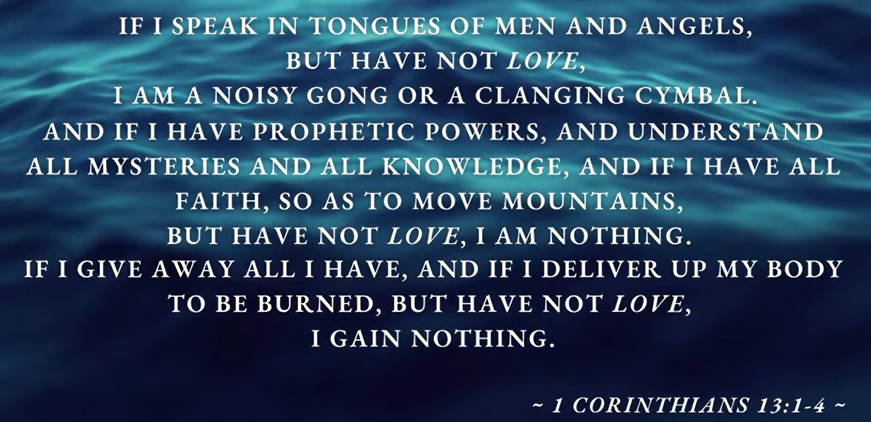 IF I SPEAK IN TONGUES OF MEN AND ANGELS,
BUT HAVE NOT LOVE,
I AM A NOISY GONG OR A CLANGING CYMBAL.
AND IF I HAVE PROPHETIC POWERS, AND UNDERSTAND
ALL MYSTERIES AND ALL KNOWLEDGE, AND IF I HAVE ALL
FAITH, SO AS TO MOVE MOUNTAINS,
BUT HAVE NOT LOVE, I AM NOTHING.
IF I GIVE AWAY ALL I HAVE, AND IF I DELIVER UP MY BODY
TO BE BURNED, BUT HAVE NOT LOVE,
I GAIN NOTHING.
~ 1 CORINTHIANS 13:1-4 ~